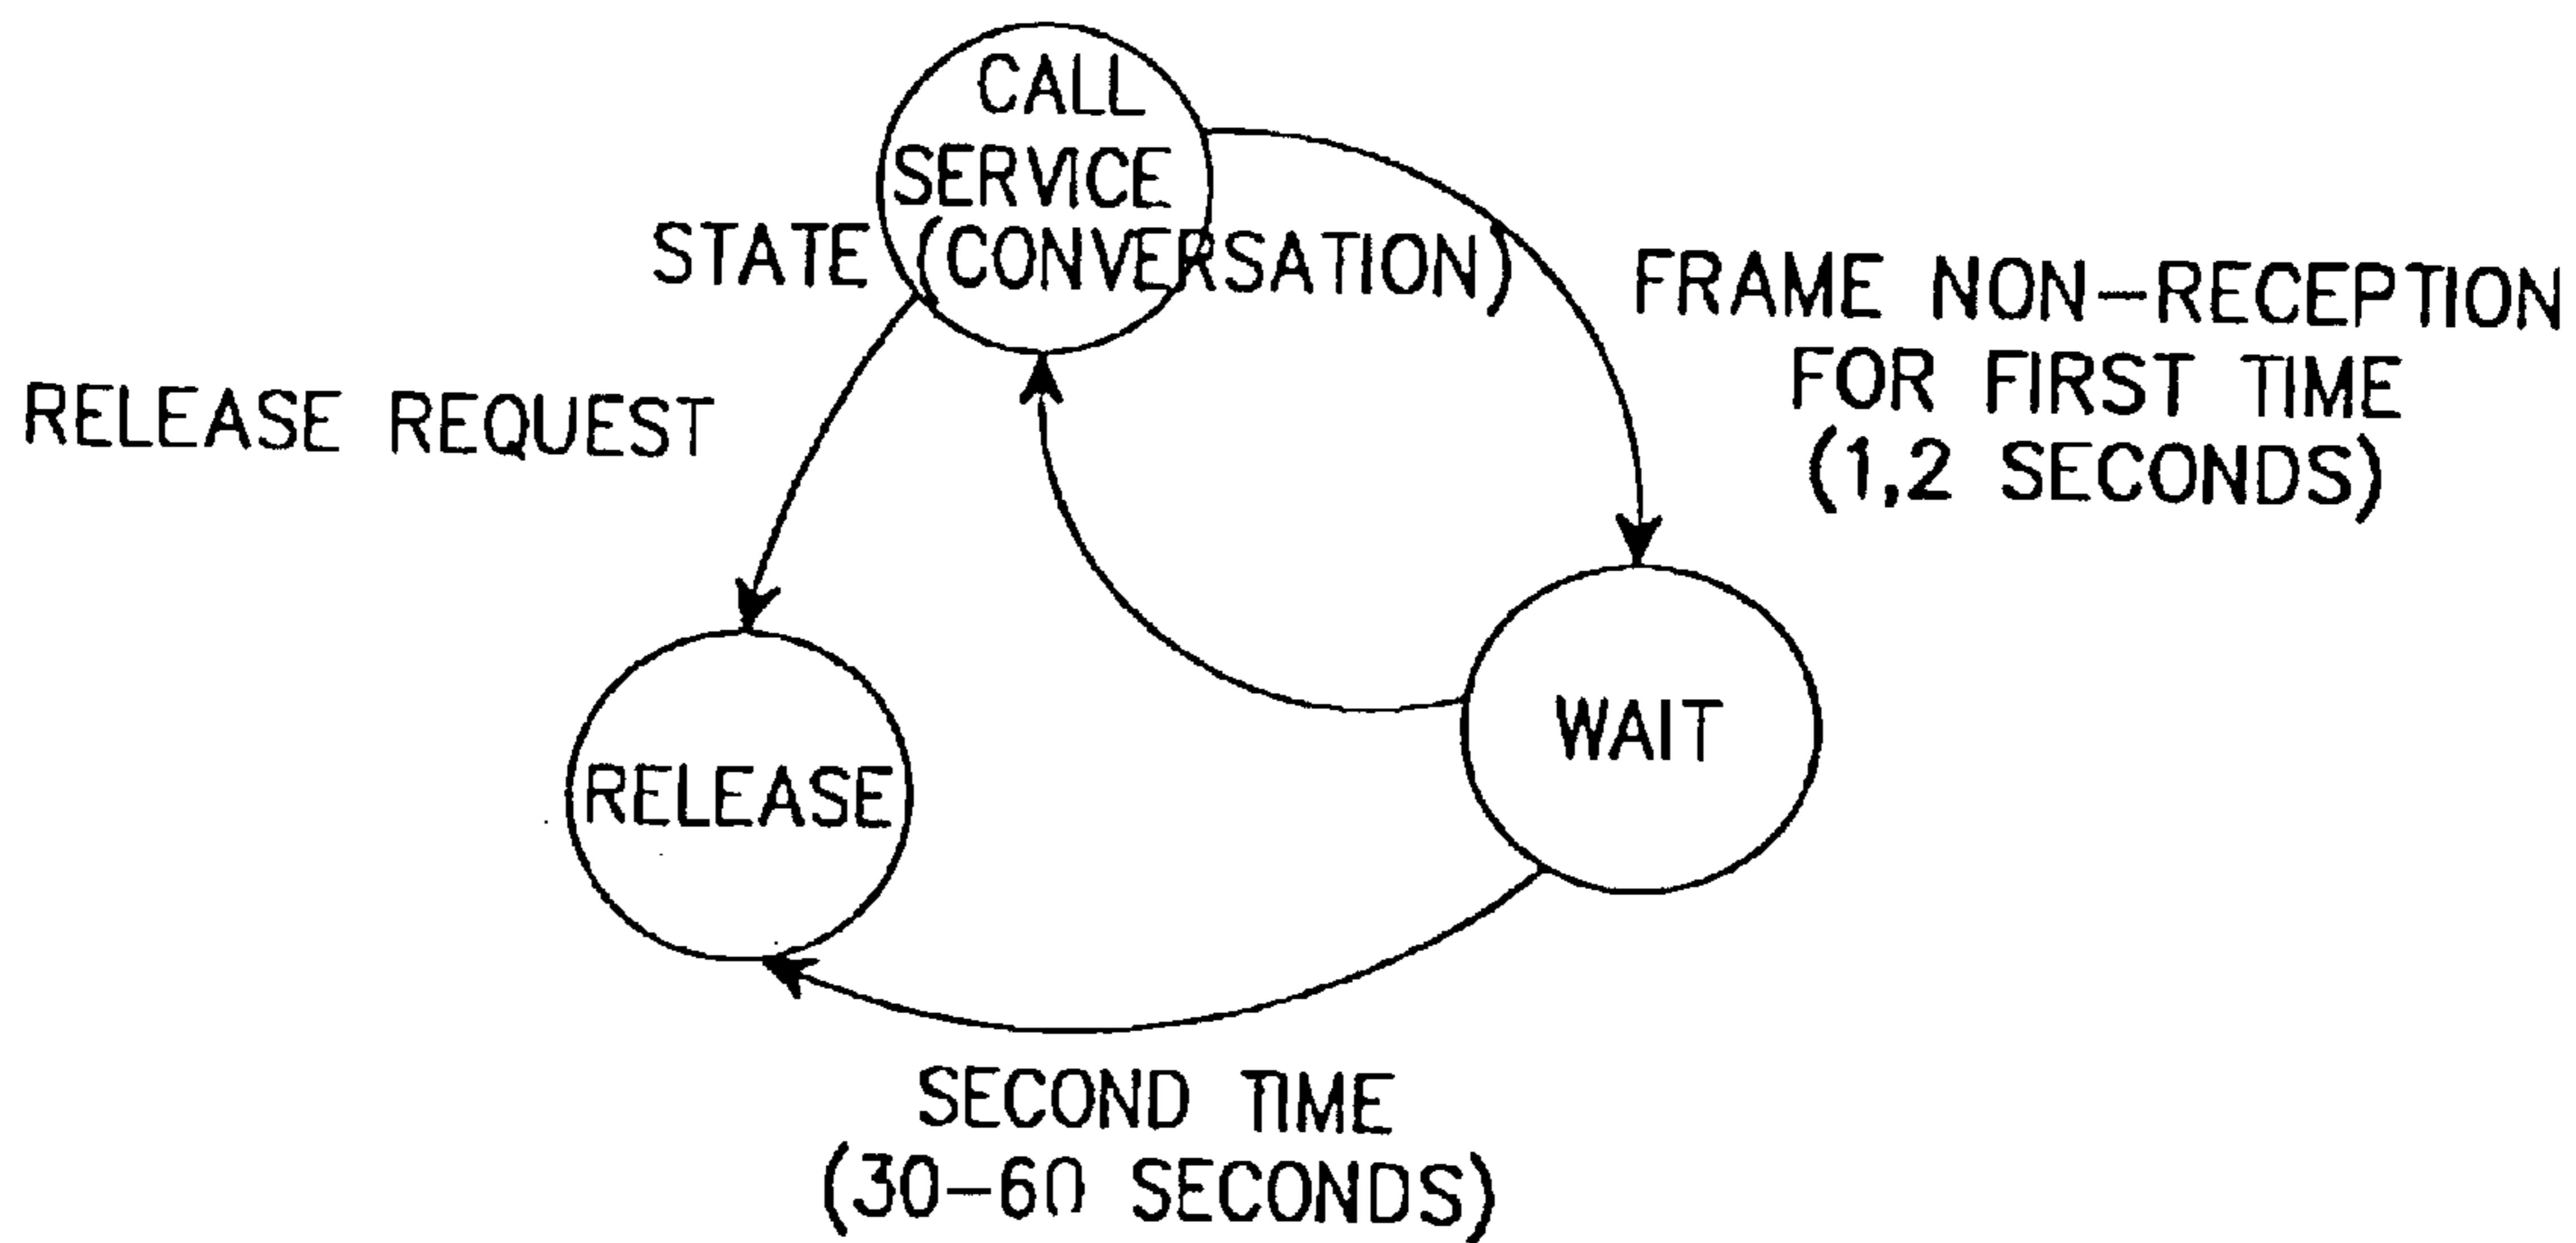 CALL
SERVICE
STATE (CONVERSATION)
FRAME NON-RECEPTION
FOR FIRST TIME
(1,2 SECONDS)
RELEASE REQUEST
WAIT
RELEASE
SECOND TIME
(30-60 SECONDS)